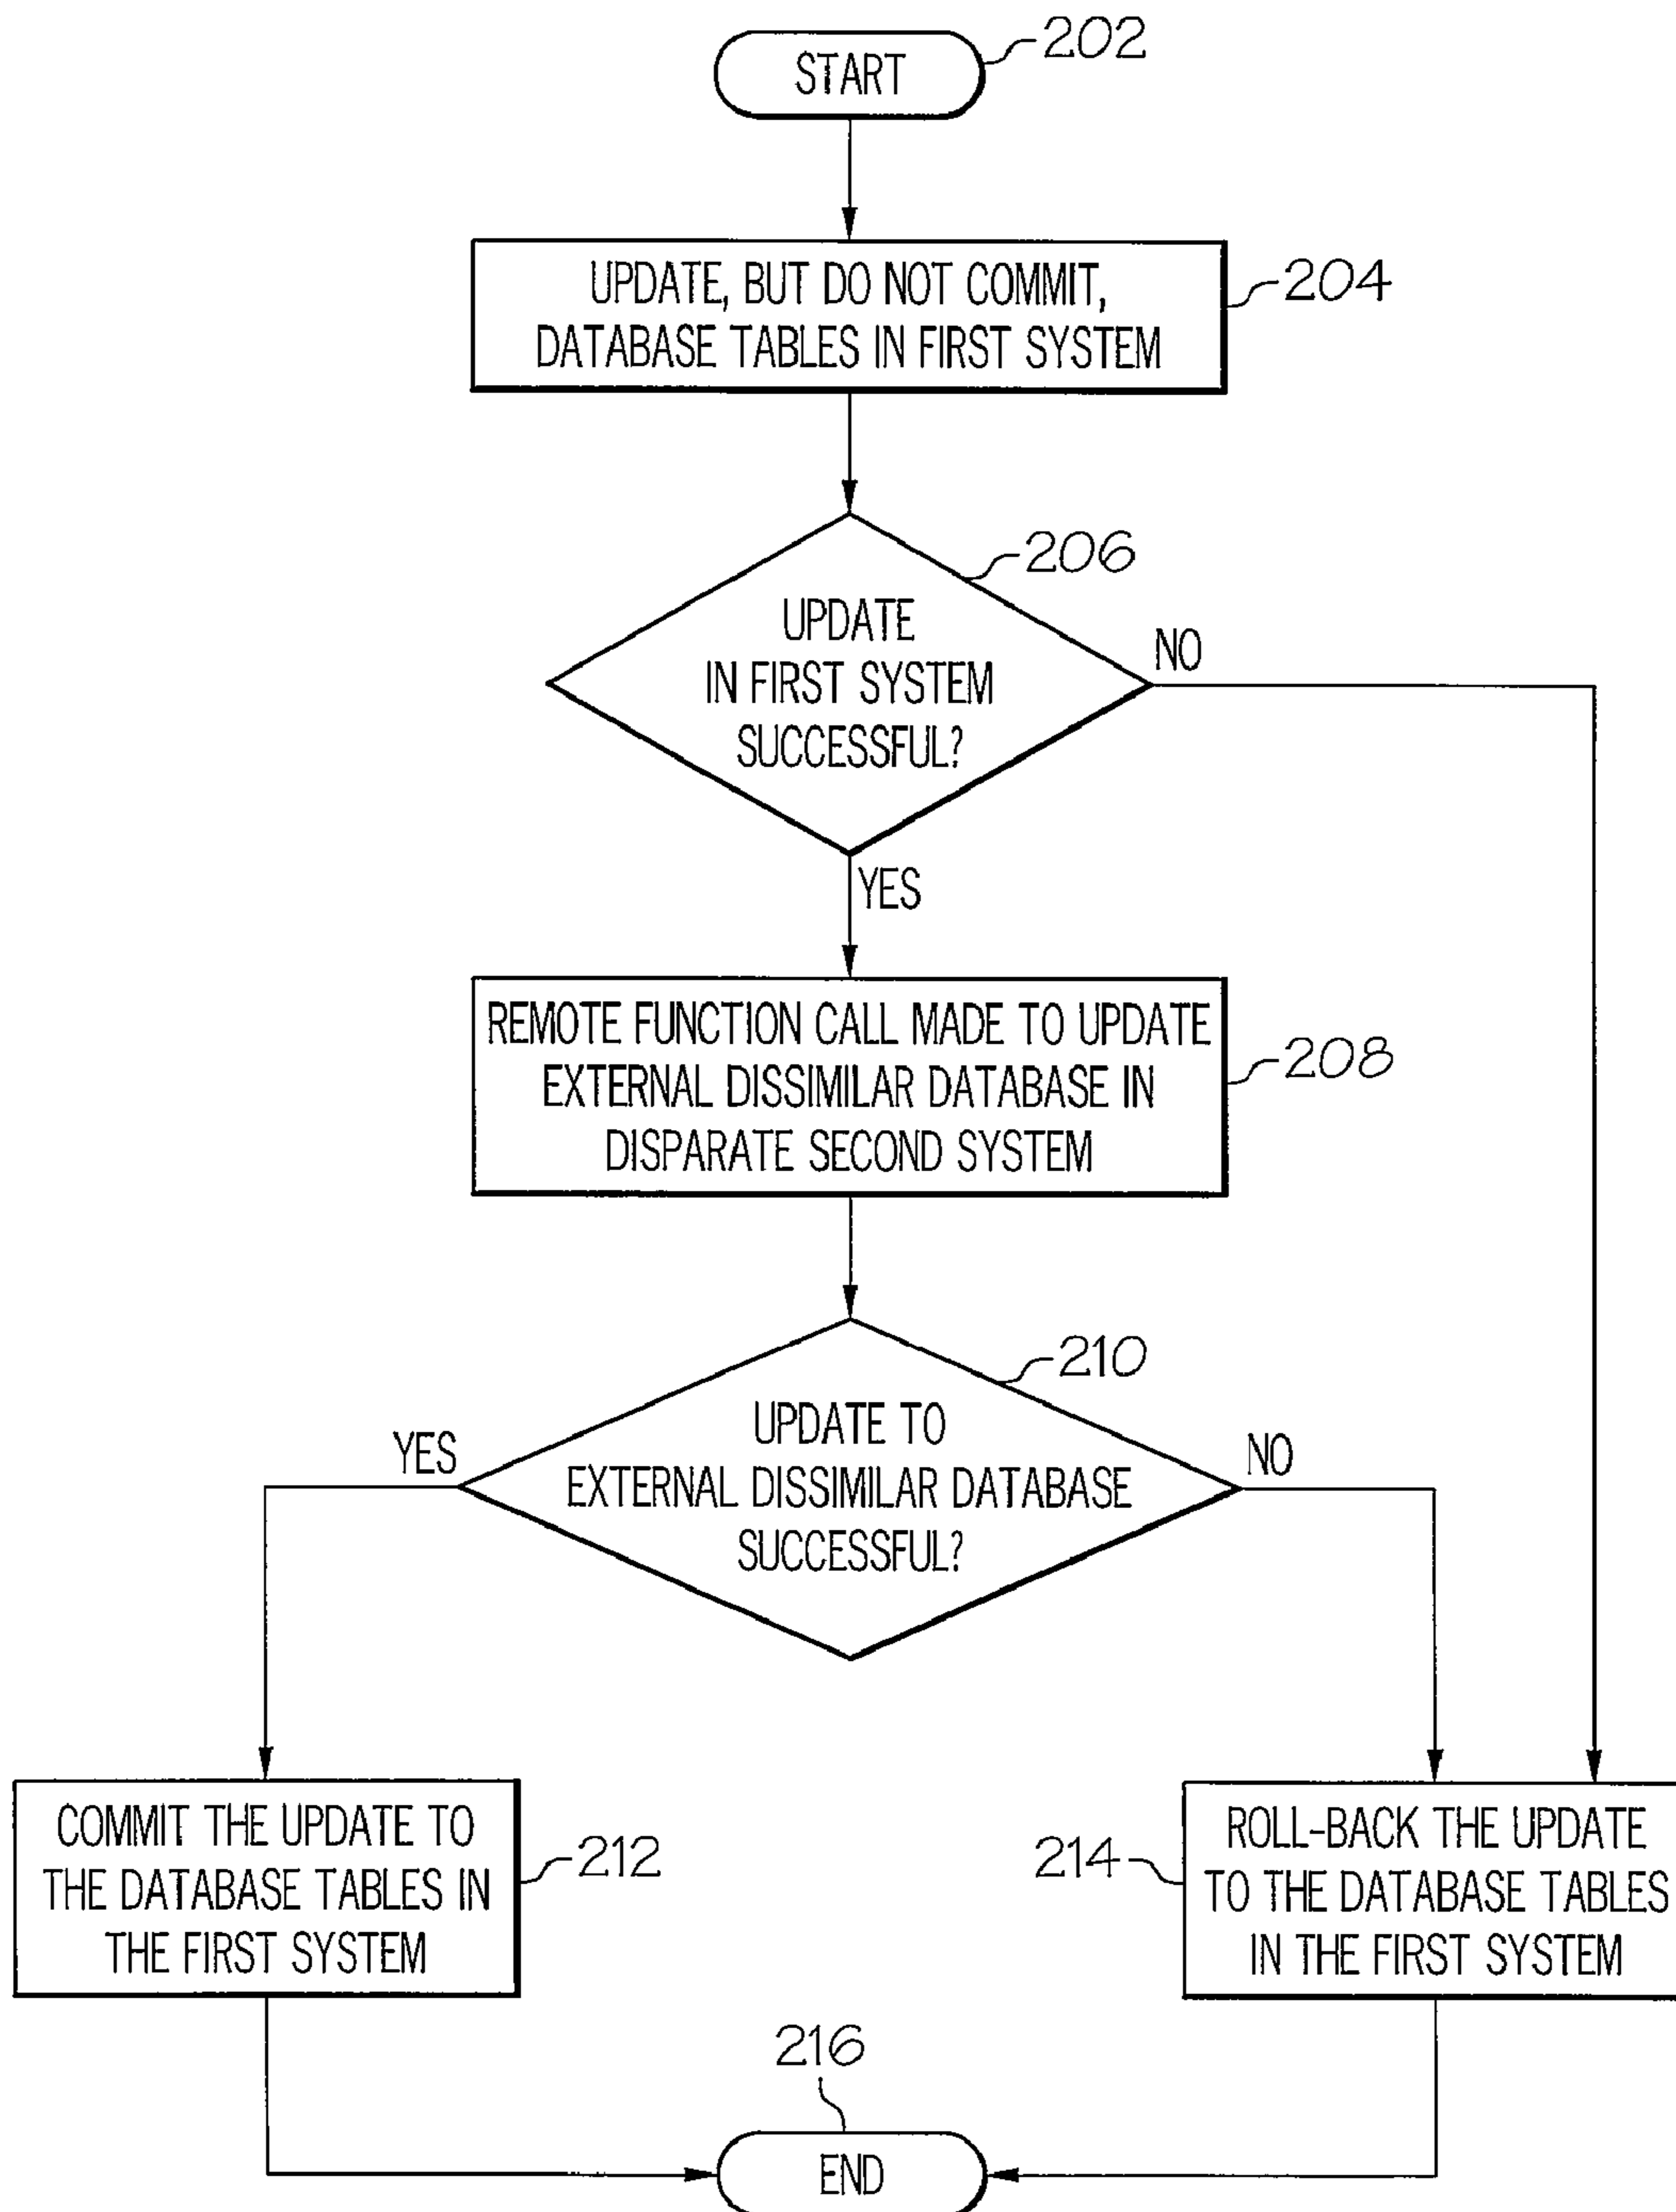 START
202
UPDATE, BUT DO NOT COMMIT,
DATABASE TABLES IN FIRST SYSTEM
204
206
UPDATE
IN FIRST SYSTEM
SUCCESSFUL?
NO
YES
REMOTE FUNCTION CALL MADE TO UPDATE
EXTERNAL DISSIMILAR DATABASE IN
DISPARATE SECOND SYSTEM
208
210
UPDATE TO
EXTERNAL DISSIMILAR DATABASE
SUCCESSFUL?
YES
NO
COMMIT THE UPDATE TO
THE DATABASE TABLES IN
THE FIRST SYSTEM
212
214
ROLL-BACK THE UPDATE
TO THE DATABASE TABLES
IN THE FIRST SYSTEM
216
END